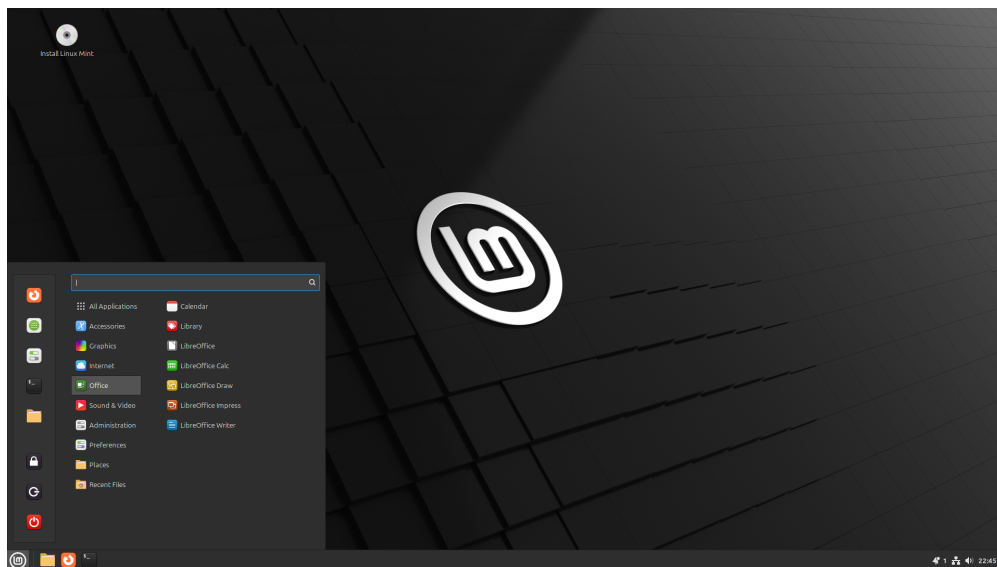 Install Linux Mint
All Applications
Accessories
Graphics
Internet
Office
Sound & Video
Administration
Preferences
Places
Recent Files
Calendar
Library
LibreOffice
LibreOffice Calc
LibreOffice Draw
LibreOffice Impress
LibreOffice Writer
1 22:45